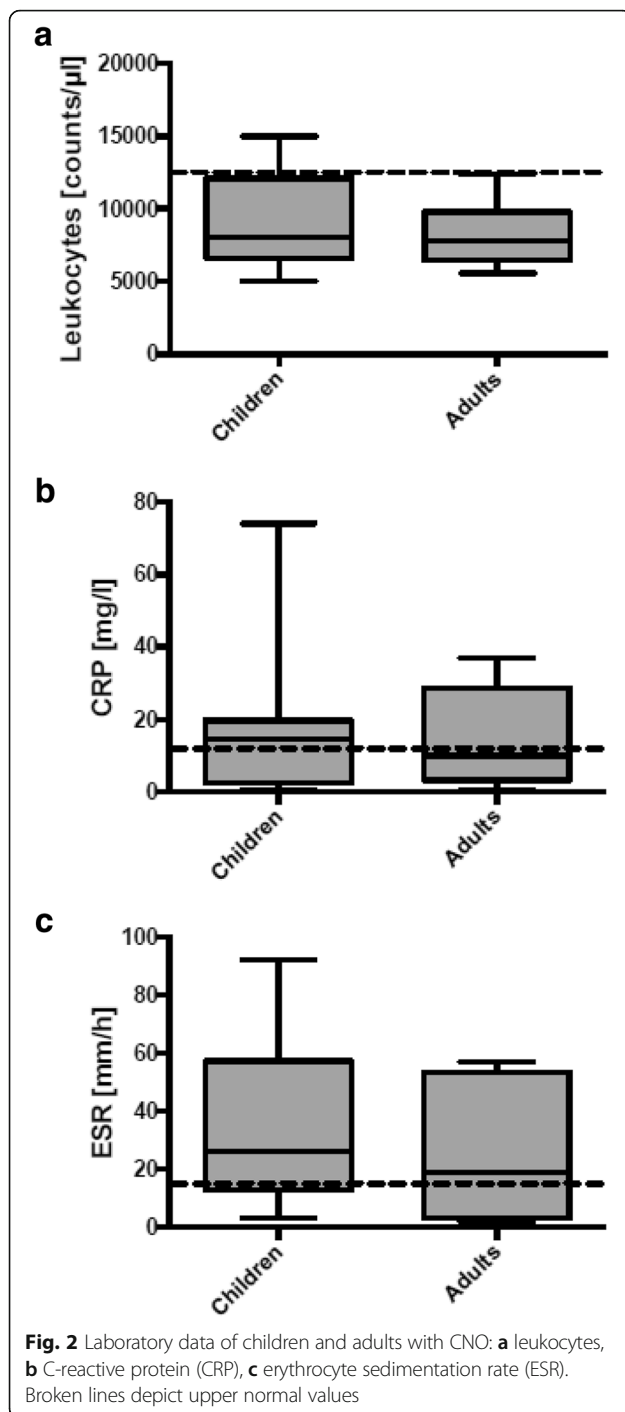 a
Leukocytes [counts/µl]
20000
15000
10000
5000
0
Children
Adults
b
CRP [mg/l]
80
60
40
20
0
Children
Adults
c
ESR [mm/h]
100
80
60
40
20
0
Children
Adults
Fig. 2 Laboratory data of children and adults with CNO: a leukocytes,
b C-reactive protein (CRP), c erythrocyte sedimentation rate (ESR).
Broken lines depict upper normal values